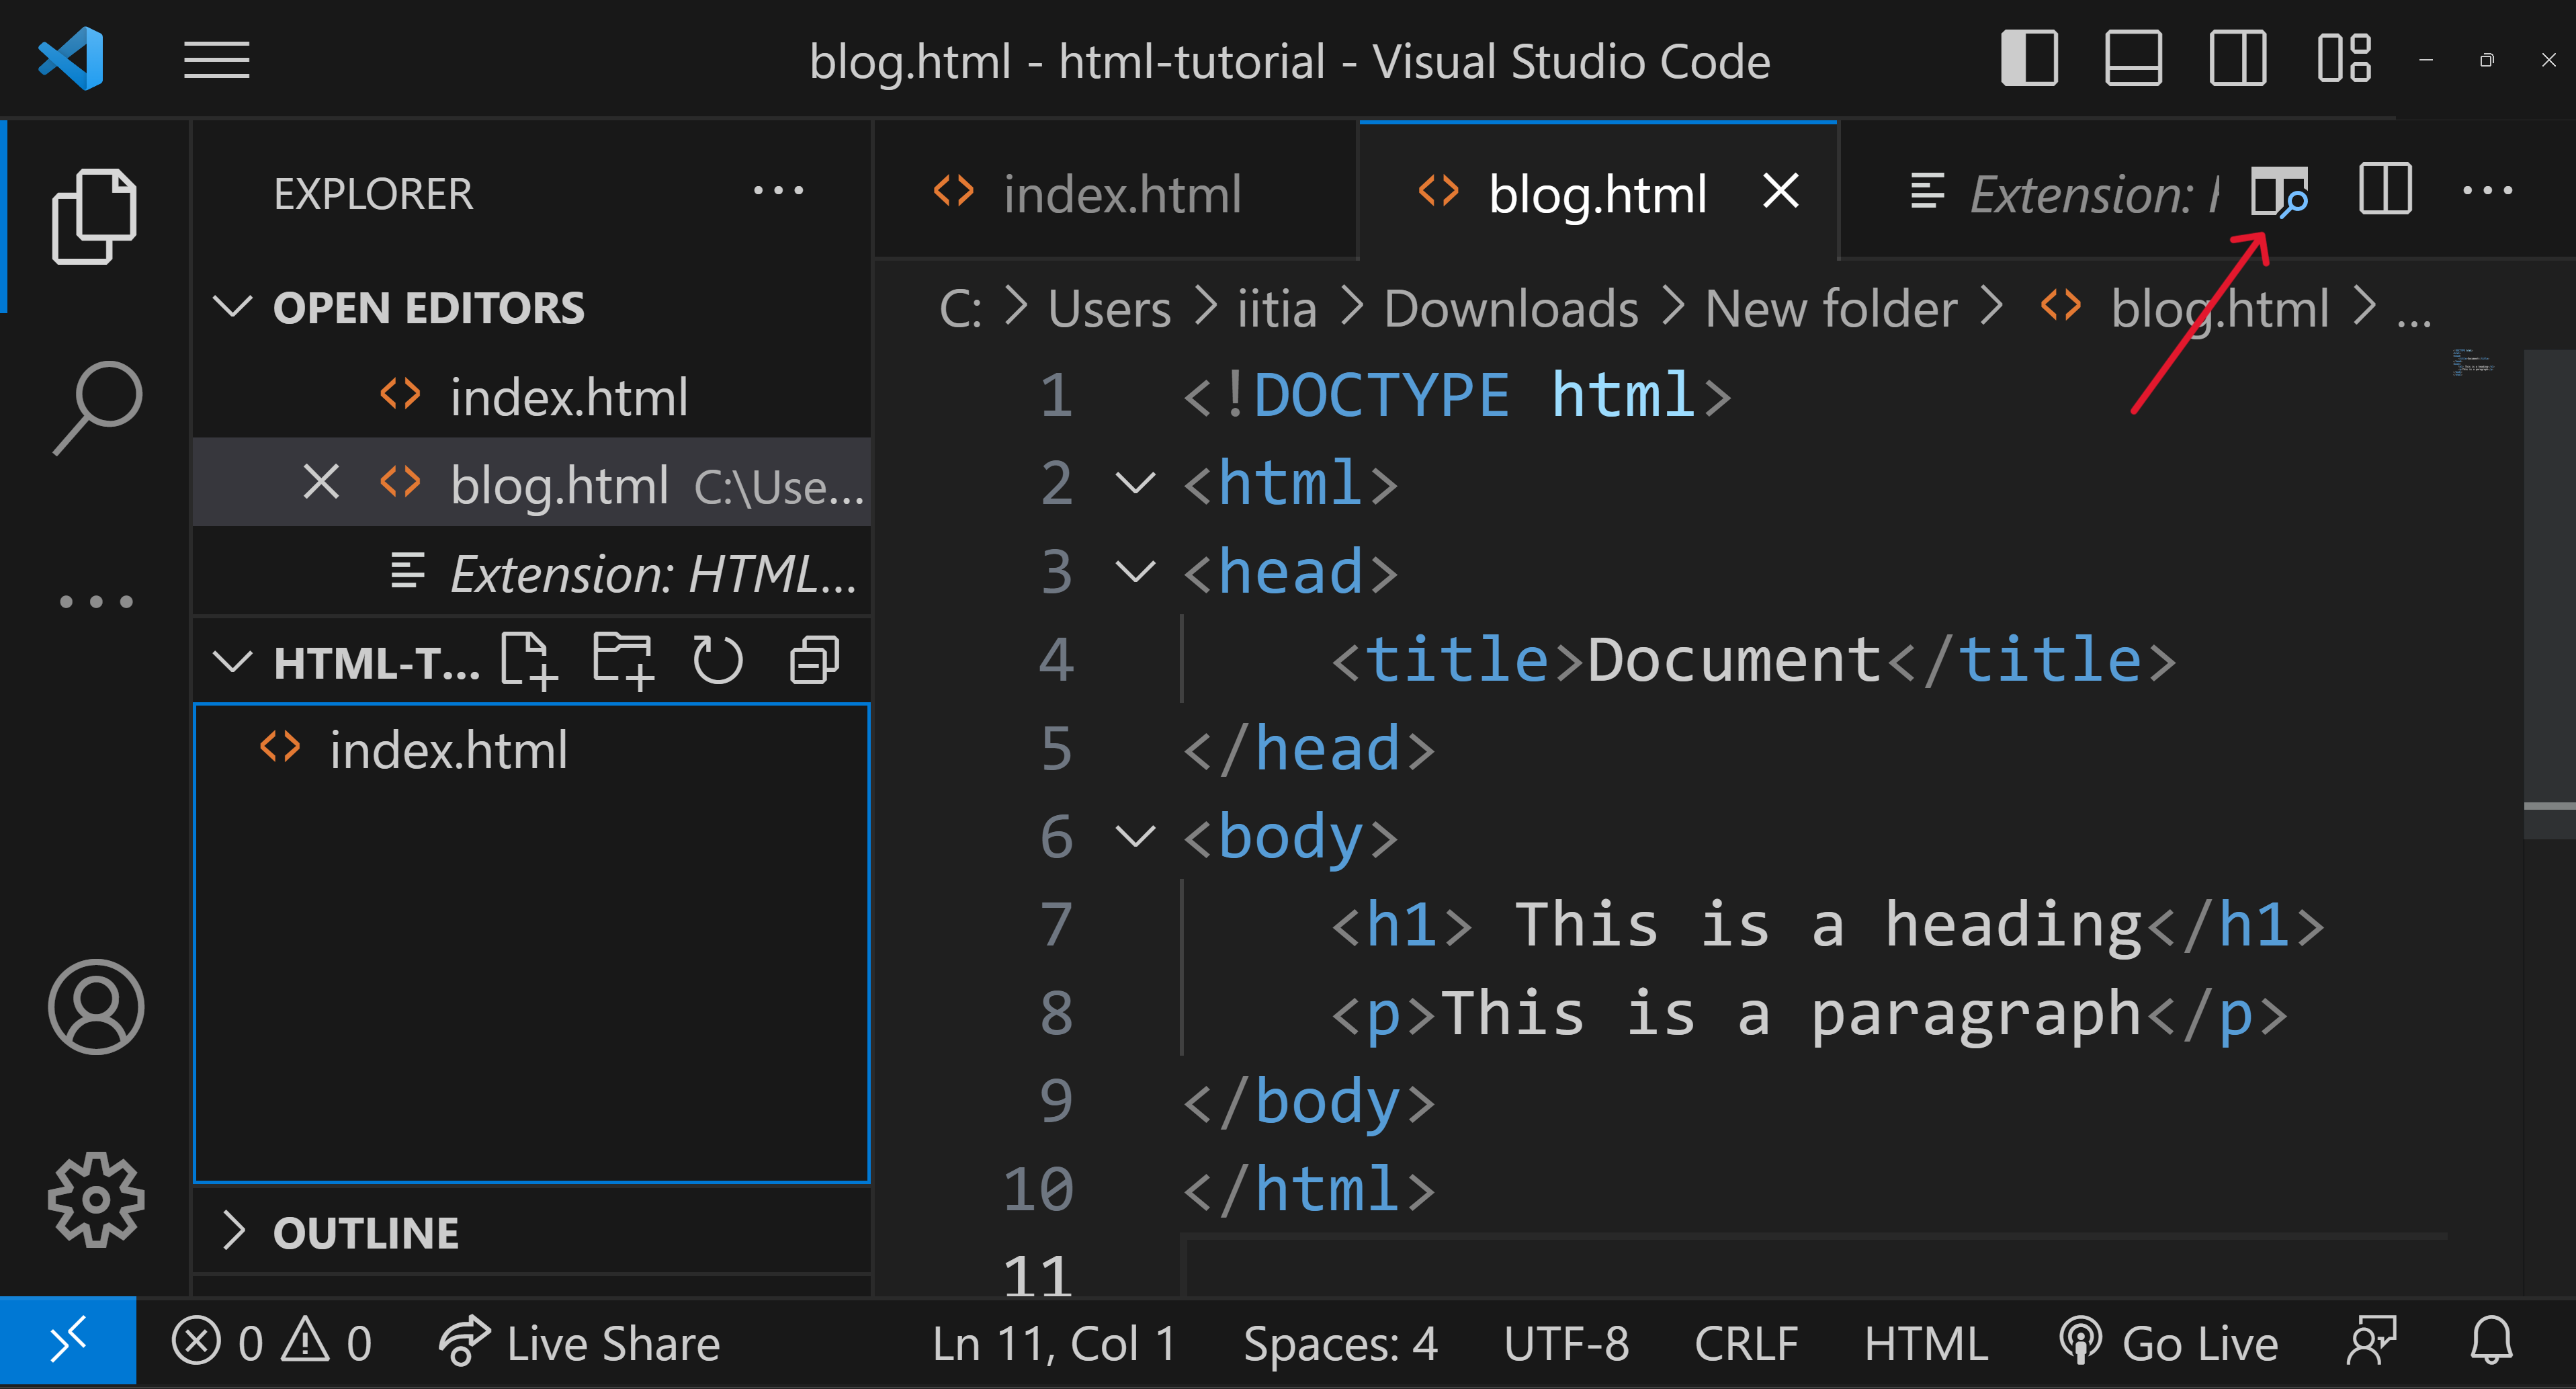 blog.html - html-tutorial - Visual Studio Code
EXPLORER
OPEN EDITORS
index.html
blog.html C:\Use...
Extension: HTML...
HTML-T...
index.html
OUTLINE
index.html
blog.html
Extension:
C: > Users > iitia > Downloads > New folder > blog.html > ...
1 <!DOCTYPE html>
2 <html>
3 <head>
4 <title>Document</title>
5 </head>
6 <body>
7 <h1> This is a heading</h1>
8 <p>This is a paragraph</p>
9 </body>
10 </html>
11
0 0 Live Share Ln 11, Col 1 Spaces: 4 UTF-8 CRLF HTML Go Live